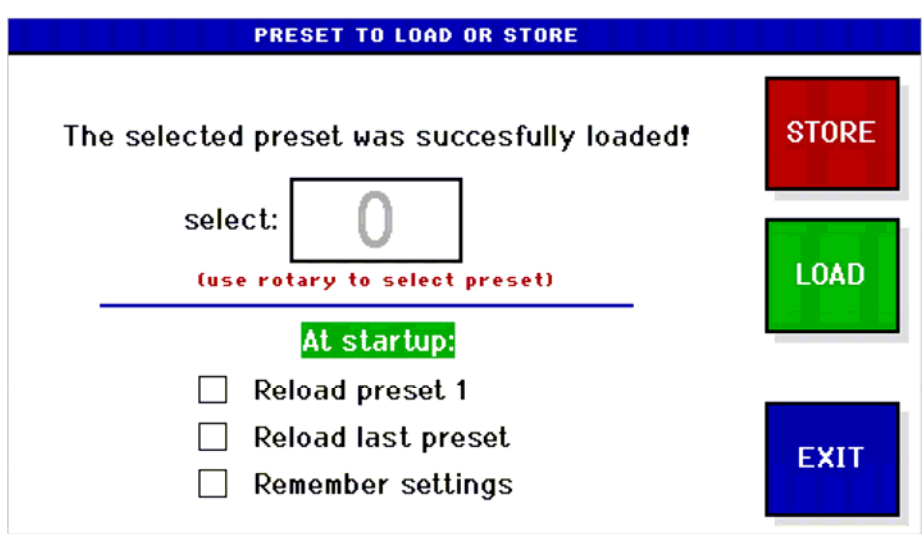 PRESET TO LOAD OR STORE
The selected preset was succesfully loaded!
STORE
select: 0
(use rotary to select preset)
LOAD
At startup:
Reload preset 1
Reload last preset
Remember settings
EXIT